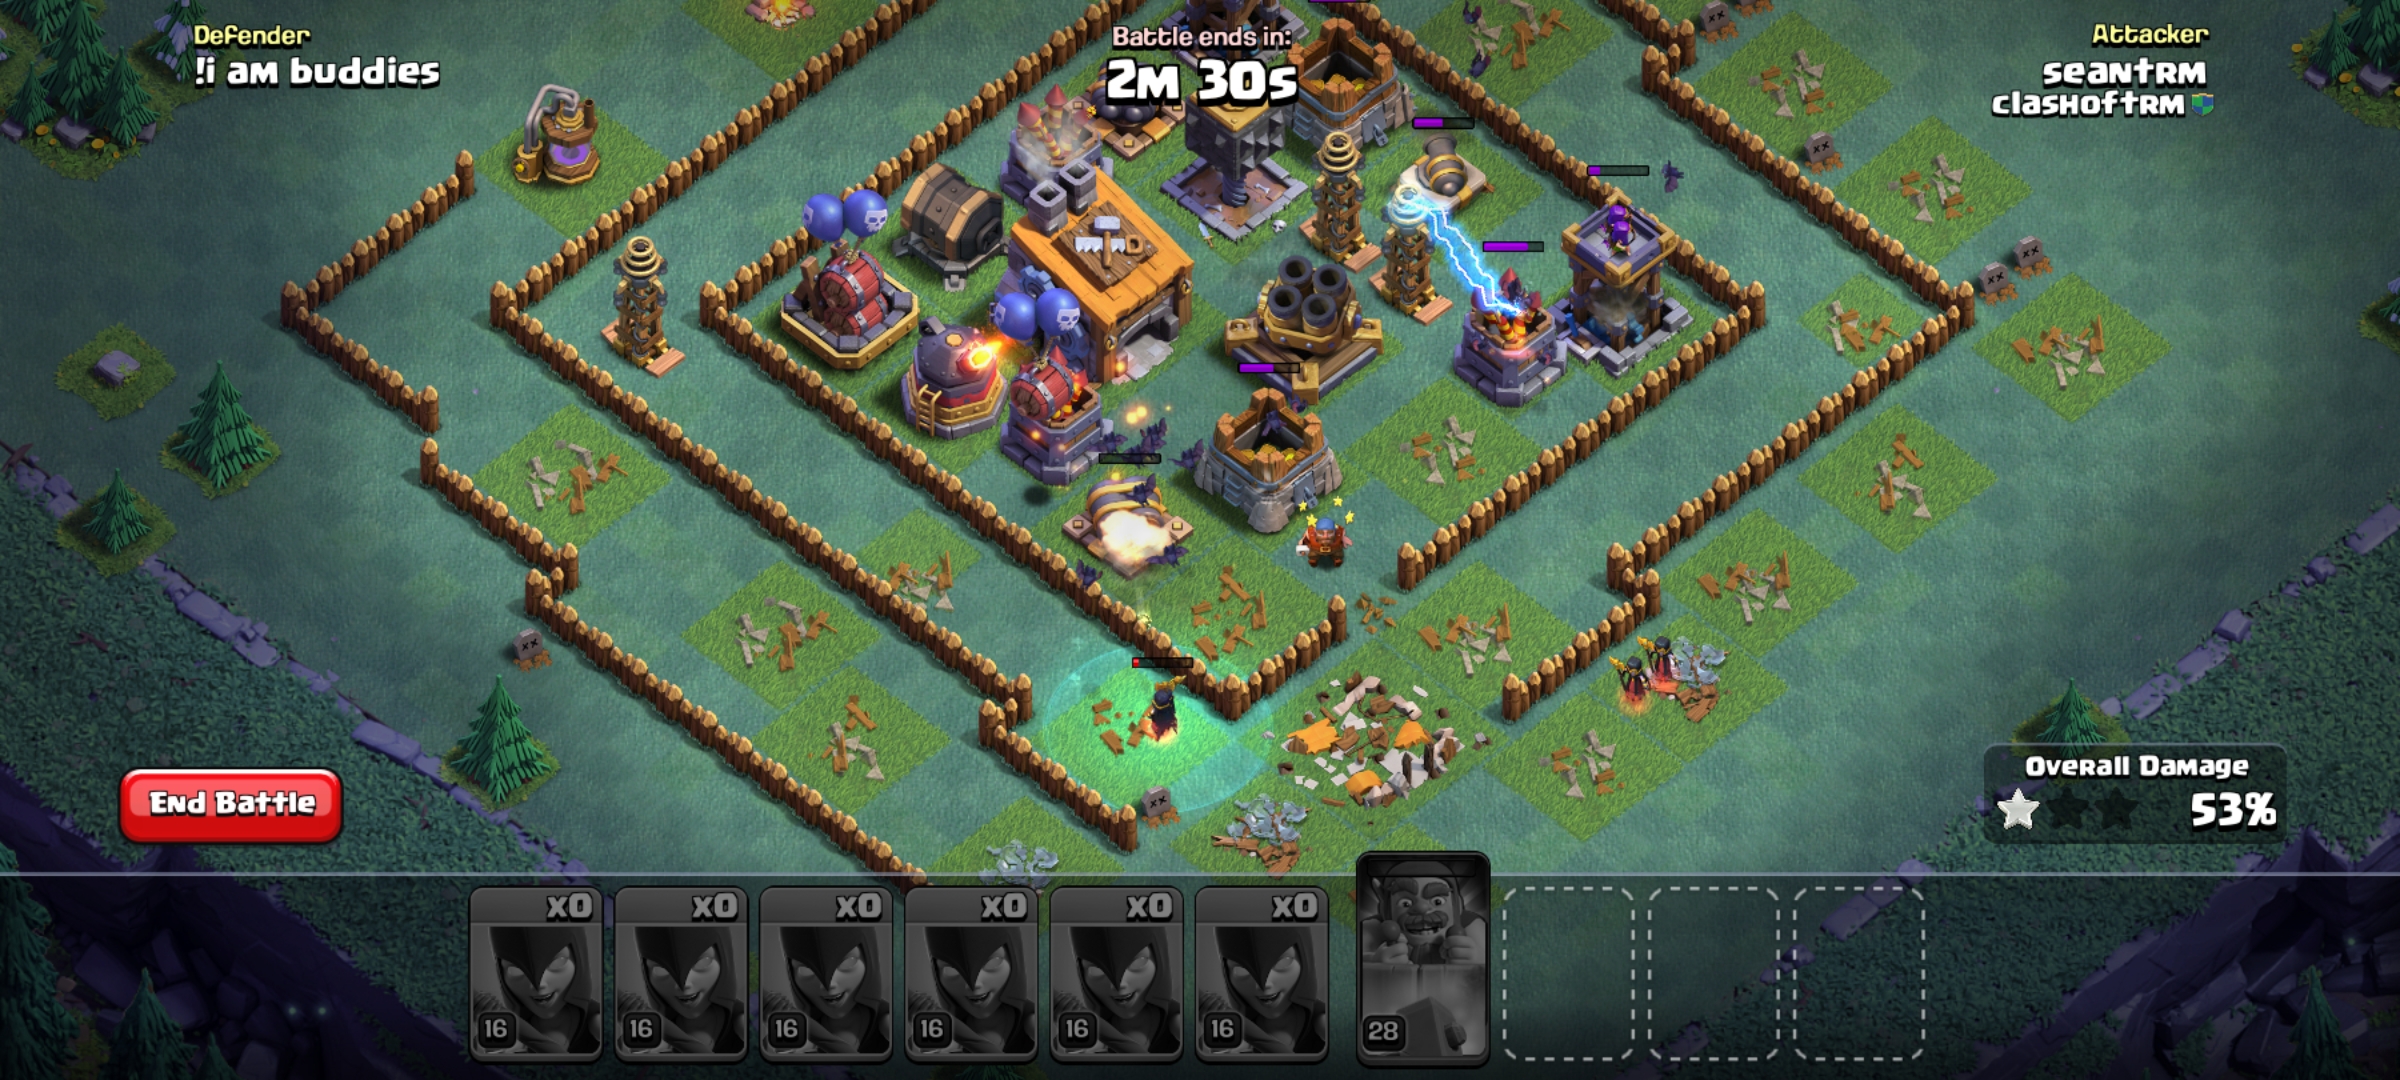 Defender
!i am buddies
Battle ends in:
2M 30s
Attacker
seantRM
clashoftRM
End Battle
Overall Damage
53%
x0 x0 x0 x0 x0 x0
16 16 16 16 16 16 28